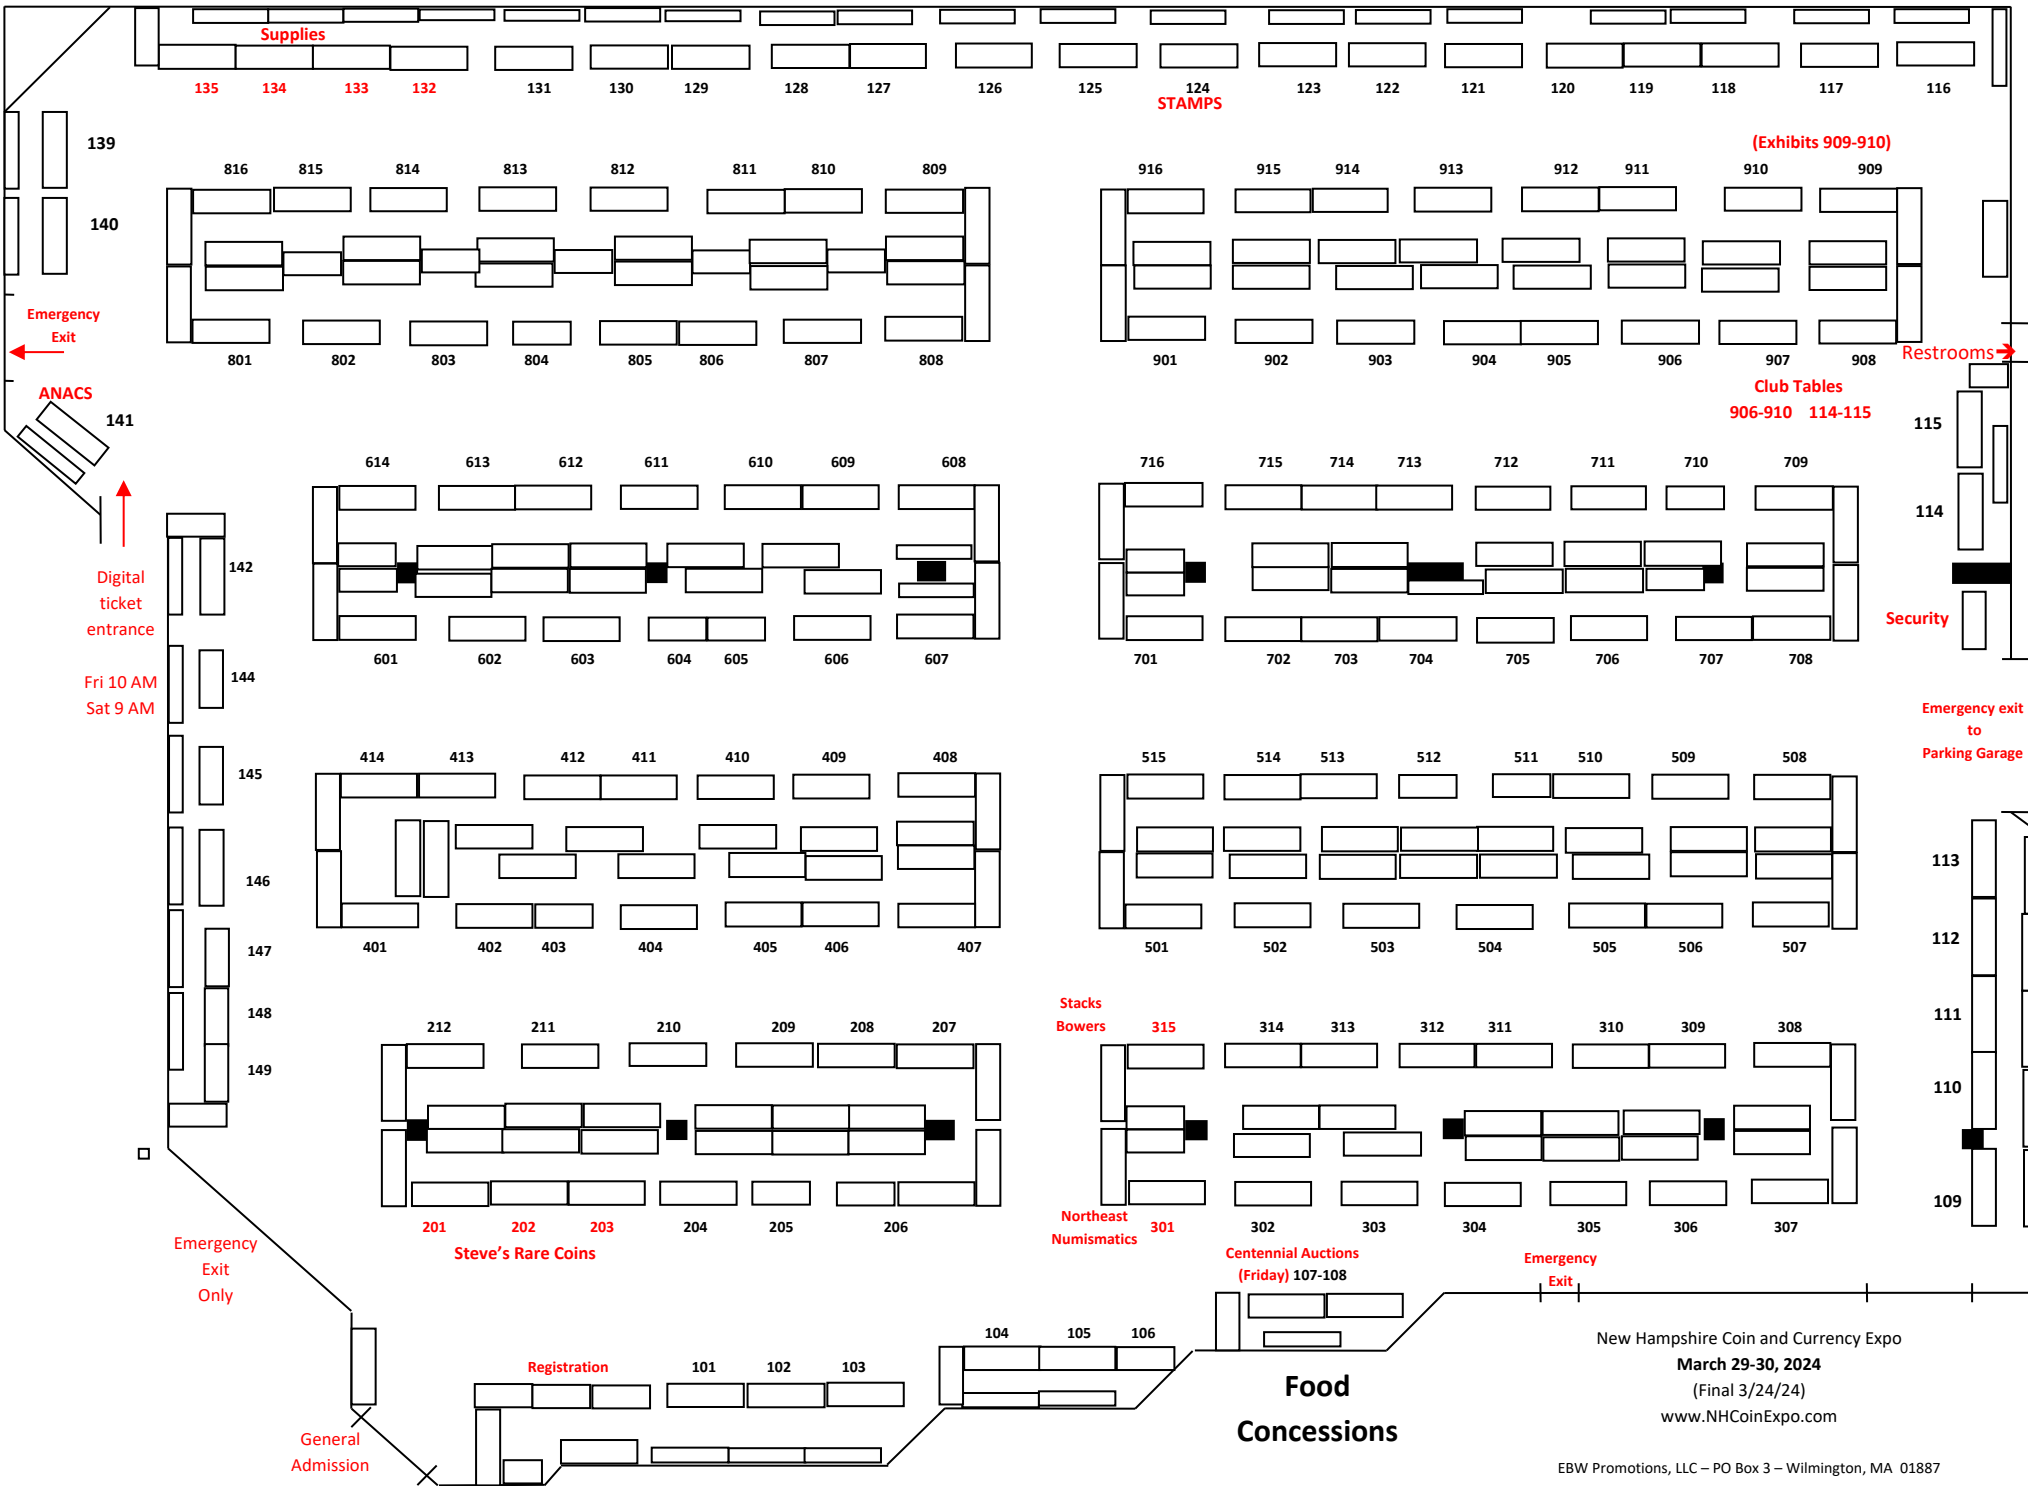 Supplies
135 134 133 132 131 130 129 128 127 126 125 124 123 122 121 120 119 118 117 116
STAMPS
139
(Exhibits 909-910)
816 815 814 813 812 811 810 809 916 915 914 913 912 911 910 909
140
Emergency
Exit
801 802 803 804 805 806 807 808 901 902 903 904 905 906 907 908
Restrooms
ANACS
141
Club Tables
906-910 114-115
115
614 613 612 611 610 609 608 716 715 714 713 712 711 710 709
114
142
Digital
ticket
entrance
Security
601 602 603 604 605 606 607 701 702 703 704 705 706 707 708
144
Fri 10 AM
Sat 9 AM
Emergency exit
to
Parking Garage
414 413 412 411 410 409 408 515 514 513 512 511 510 509 508
145
113
146
401 402 403 404 405 406 407 501 502 503 504 505 506 507
112
147
Stacks
Bowers
148
111
212 211 210 209 208 207 315 314 313 312 311 310 309 308
149
110
109
201 202 203 204 205 206
Northeast
Numismatics
301 302 303 304 305 306 307
Steve's Rare Coins
Emergency
Exit
Only
Centennial Auctions
(Friday) 107-108
Emergency
Exit
104 105 106
Registration
101 102 103
General
Admission
Food
Concessions
New Hampshire Coin and Currency Expo
March 29-30, 2024
(Final 3/24/24)
www.NHCoinExpo.com
EBW Promotions, LLC – PO Box 3 – Wilmington, MA 01887